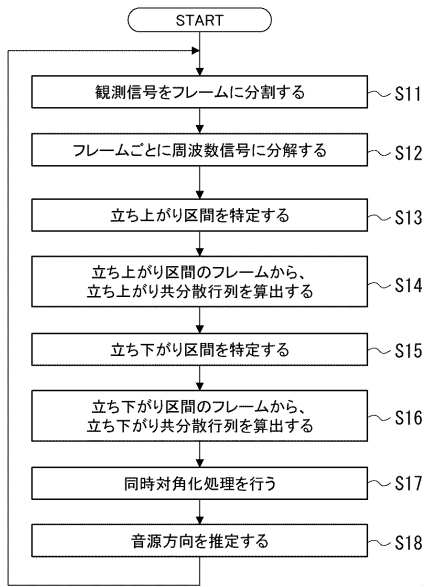 START
観測信号をフレームに分割する
S11
フレームごとに周波数信号に分解する
S12
立ち上がり区間を特定する
S13
立ち上がり区間のフレームから、
立ち上がり共分散行列を算出する
S14
立ち下がり区間を特定する
S15
立ち下がり区間のフレームから、
立ち下がり共分散行列を算出する
S16
同時対角化処理を行う
S17
音源方向を推定する
S18